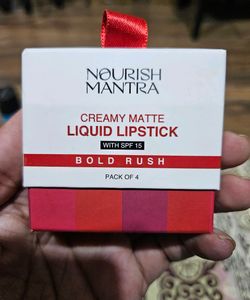 NOURISH
MANTRA
CREAMY MATTE
LIQUID LIPSTICK
WITH SPF 15
BOLD RUSH
PACK OF 4